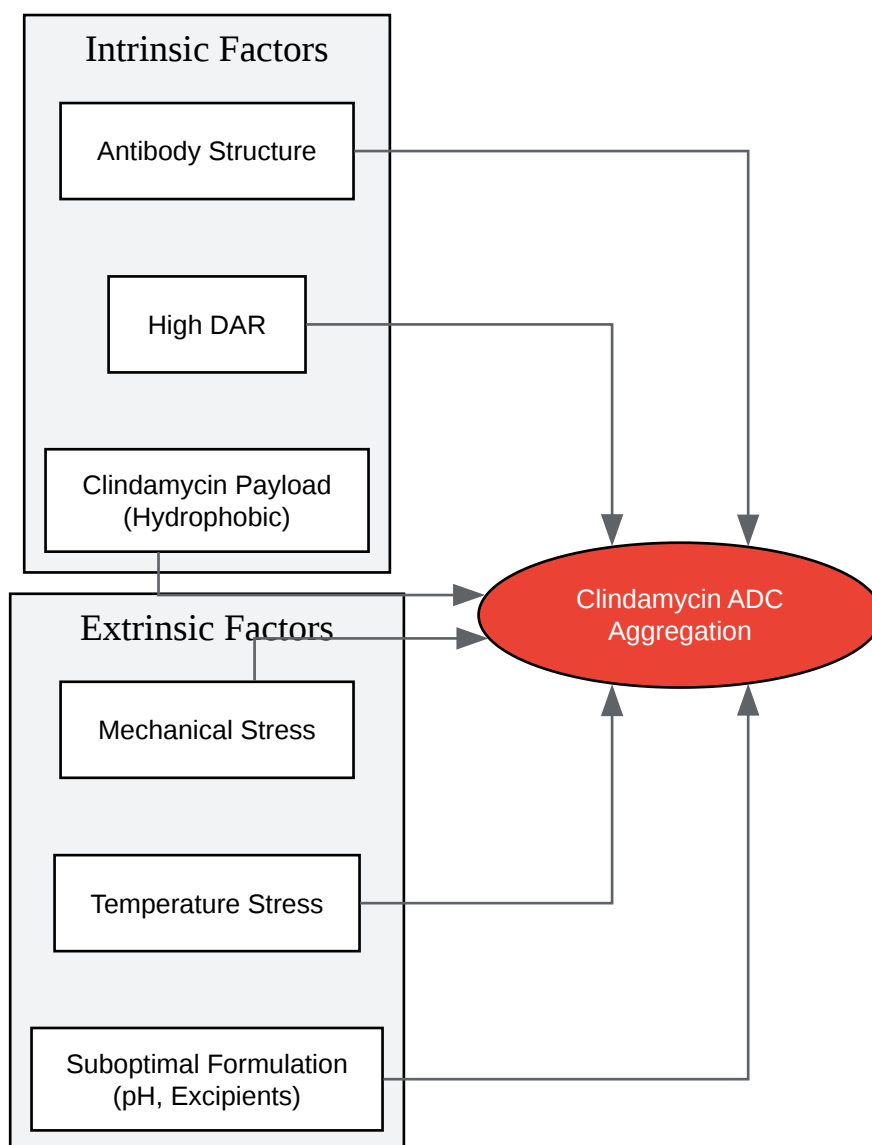 Intrinsic Factors
Antibody Structure
High DAR
Clindamycin Payload
(Hydrophobic)
Clindamycin ADC
Aggregation
Extrinsic Factors
Mechanical Stress
Temperature Stress
Suboptimal Formulation
(pH, Excipients)